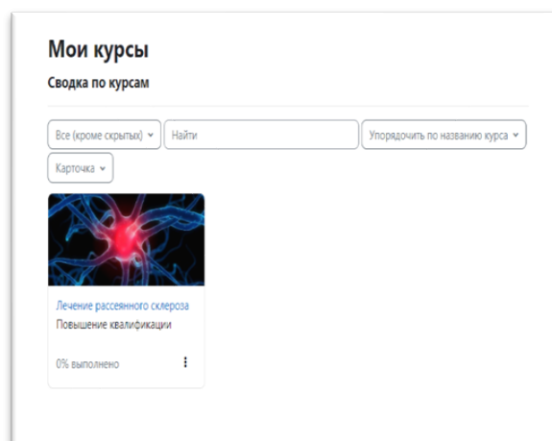 Мои курсы
Сводка по курсам
Все (кроме скрытых)
Найти
Упорядочить по названию курса
Карточка
Лечение рассеянного склероза
Повышение квалификации
0% выполнено